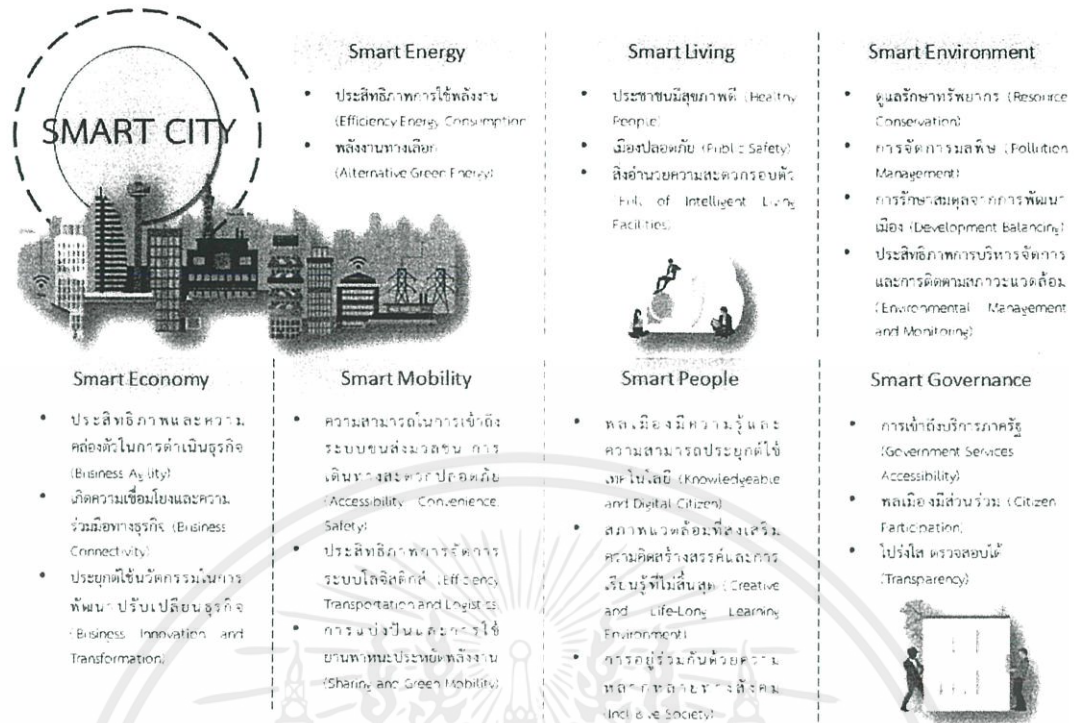 SMART CITY
Smart Energy
• ประสิทธิภาพการใช้พลังงาน
(Efficiency Energy Consumption
• พลังงานทางเลือก
(Alternative Green Energy)
Smart Living
• ประชาชนมีสุขภาพดี (Healthy
People)
• เมืองปลอดภัย (Public Safety)
• สิ่งอำนวยความสะดวกรอบตัว
(Full of Intelligent Living
Facilities)
Smart Environment
• ดูแลรักษาทรัพยากร (Resource
Conservation)
• การจัดการมลพิษ (Pollution
Management)
• การรักษาสมดุลจากการพัฒนา
เมือง (Development Balancing)
• ประสิทธิภาพการบริหารจัดการ
และการติดตามสภาวะแวดล้อม
(Environmental Management
and Monitoring)
Smart Economy
• ประสิทธิภาพและความ
คล่องตัวในการดำเนินธุรกิจ
(Business Agility)
• เกิดความเชื่อมโยงและความ
ร่วมมือทางธุรกิจ (Business
Connectivity)
• ประยุกต์ใช้นวัตกรรมในการ
พัฒนา ปรับเปลี่ยนธุรกิจ
(Business Innovation and
Transformation)
Smart Mobility
• ความสามารถในการเข้าถึง
ระบบขนส่งมวลชน การ
เดินทางสะดวกปลอดภัย
(Accessibility Convenience,
Safety)
• ประสิทธิภาพการจัดการ
ระบบโลจิสติกส์ (Efficiency
Transportation and Logistics
• การแบ่งปันและการใช้
ยานพาหนะประหยัดพลังงาน
(Sharing and Green Mobility)
Smart People
• พลเมืองมีความรู้และ
ความสามารถประยุกต์ใช้
เทคโนโลยี (Knowledgeable
and Digital Citizen)
• สภาพแวดล้อมที่ส่งเสริม
ความคิดสร้างสรรค์และการ
เรียนรู้ที่ไม่สิ้นสุด (Creative
and Life-Long Learning
Environment)
• การอยู่ร่วมกันด้วยความ
หลากหลายทางสังคม
(Inclusive Society)
Smart Governance
• การเข้าถึงบริการภาครัฐ
(Government Services
Accessibility)
• พลเมืองมีส่วนร่วม (Citizen
Participation)
• โปร่งใส ตรวจสอบได้
(Transparency)